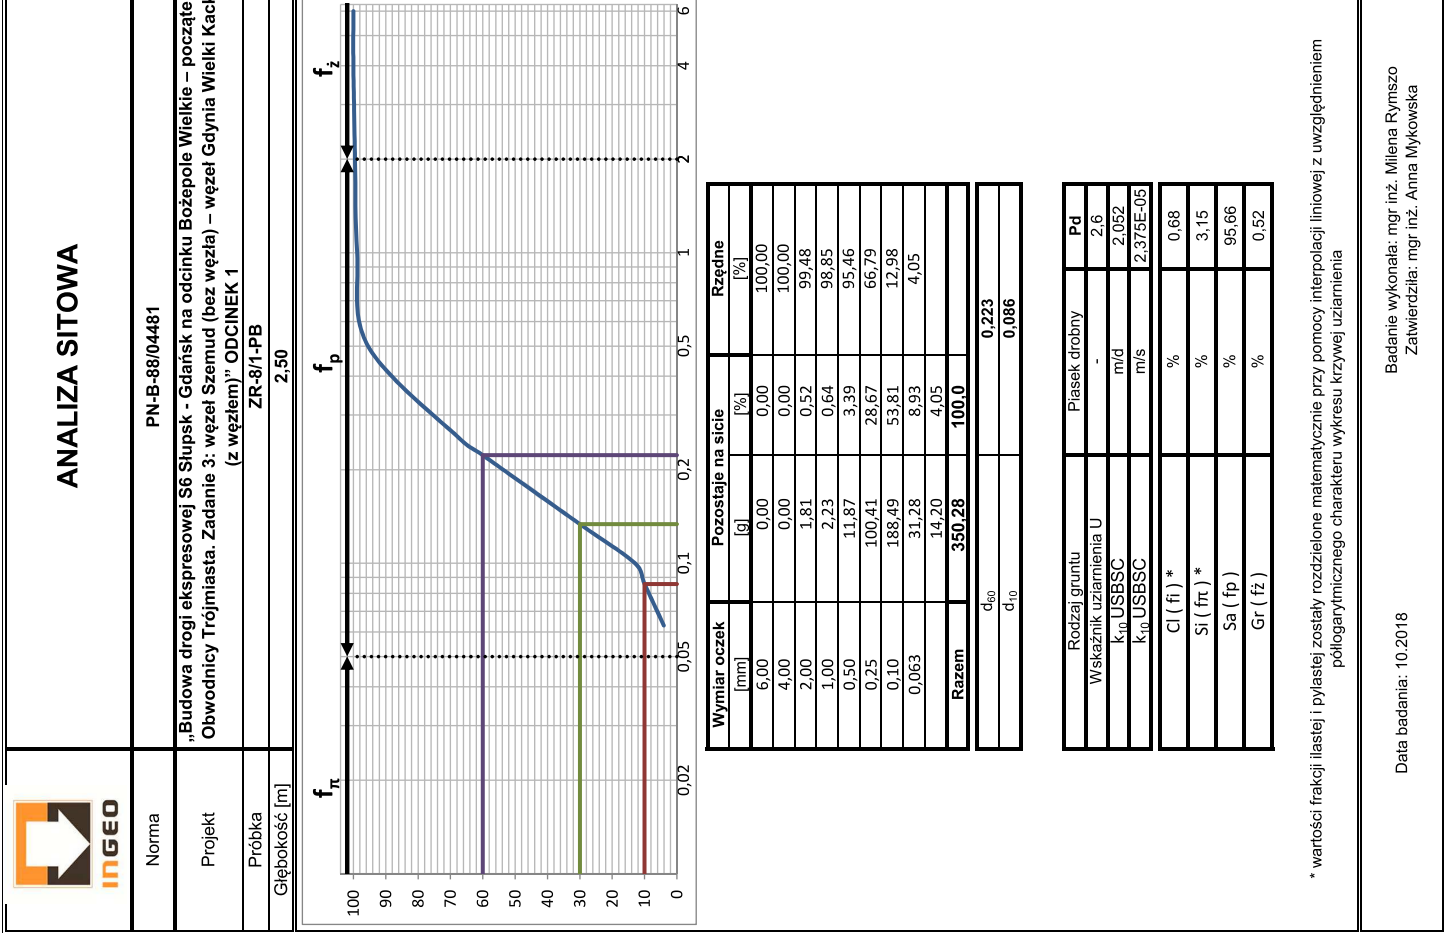 ANALIZA SITOWA
inGEO
Norma PN-B-88/04481
Projekt „Budowa drogi ekspresowej S6 Słupsk - Gdańsk na odcinku Bożepole Wielkie – począte
Obwodnicy Trójmiasta. Zadanie 3: węzeł Szemud (bez węzła) – węzeł Gdynia Wielki Kack
(z węzłem)” ODCINEK 1
Próbka ZR-8/1-PB
Głębokość [m] 2,50
fπ fp fż
100
90
80
70
60
50
40
30
20
10
0
0,02 0,05 0,1 0,2 0,5 1 2 4 6
Wymiar oczek Pozostaje na sicie Rzędne
[mm] [g] [%] [%]
6,00 0,00 0,00 100,00
4,00 0,00 0,00 100,00
2,00 1,81 0,52 99,48
1,00 2,23 0,64 98,85
0,50 11,87 3,39 95,46
0,25 100,41 28,67 66,79
0,10 188,49 53,81 12,98
0,063 31,28 8,93 4,05
14,20 4,05
Razem 350,28 100,0
d60 0,223
d10 0,086
Rodzaj gruntu Piasek drobny Pd
Wskaźnik uziarnienia U - 2,6
k10 USBSC m/d 2,052
k10 USBSC m/s 2,375E-05
Cl ( fi ) * % 0,68
Si ( fπ ) * % 3,15
Sa ( fp ) % 95,66
Gr ( fż ) % 0,52
* wartości frakcji ilastej i pylastej zostały rozdzielone matematycznie przy pomocy interpolacji liniowej z uwzględnieniem
półlogarytmicznego charakteru wykresu krzywej uziarnienia
Data badania: 10.2018
Badanie wykonała: mgr inż. Milena Rymszo
Zatwierdziła: mgr inż. Anna Mykowska